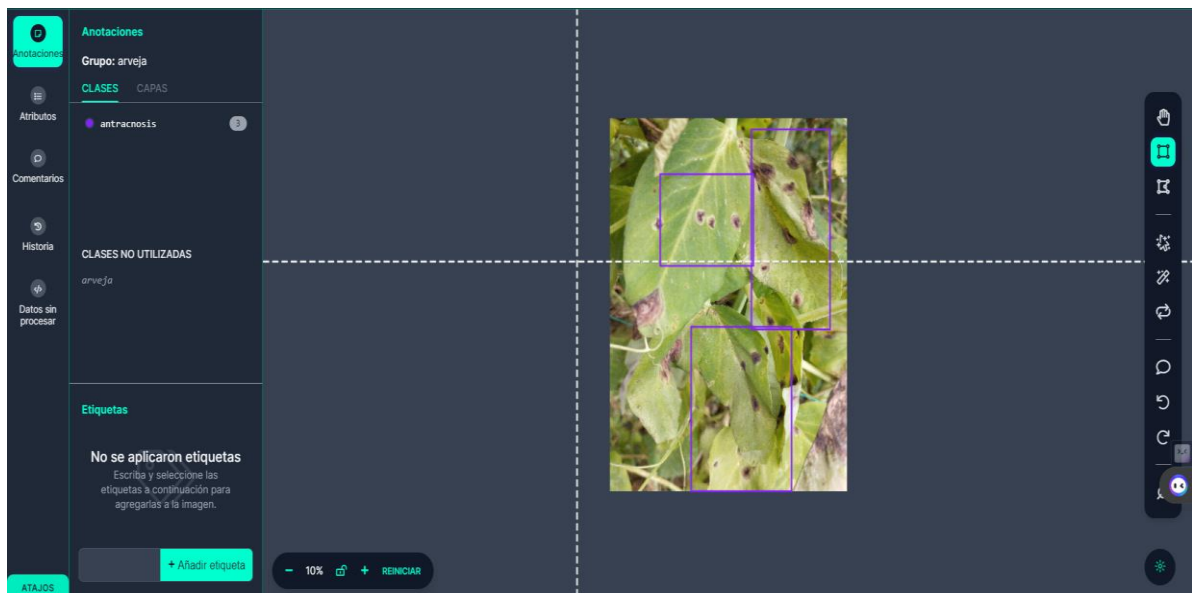 Anotaciones
Atributos
Comentarios
Historia
Datos sin
procesar
ATAJOS
Anotaciones
Grupo: arveja
CLASES CAPAS
antracnosis 3
CLASES NO UTILIZADAS
arveja
Etiquetas
No se aplicaron etiquetas
Escriba y seleccione las
etiquetas a continuación para
agregarlas a la imagen.
+ Añadir etiqueta
- 10% + REINICIAR